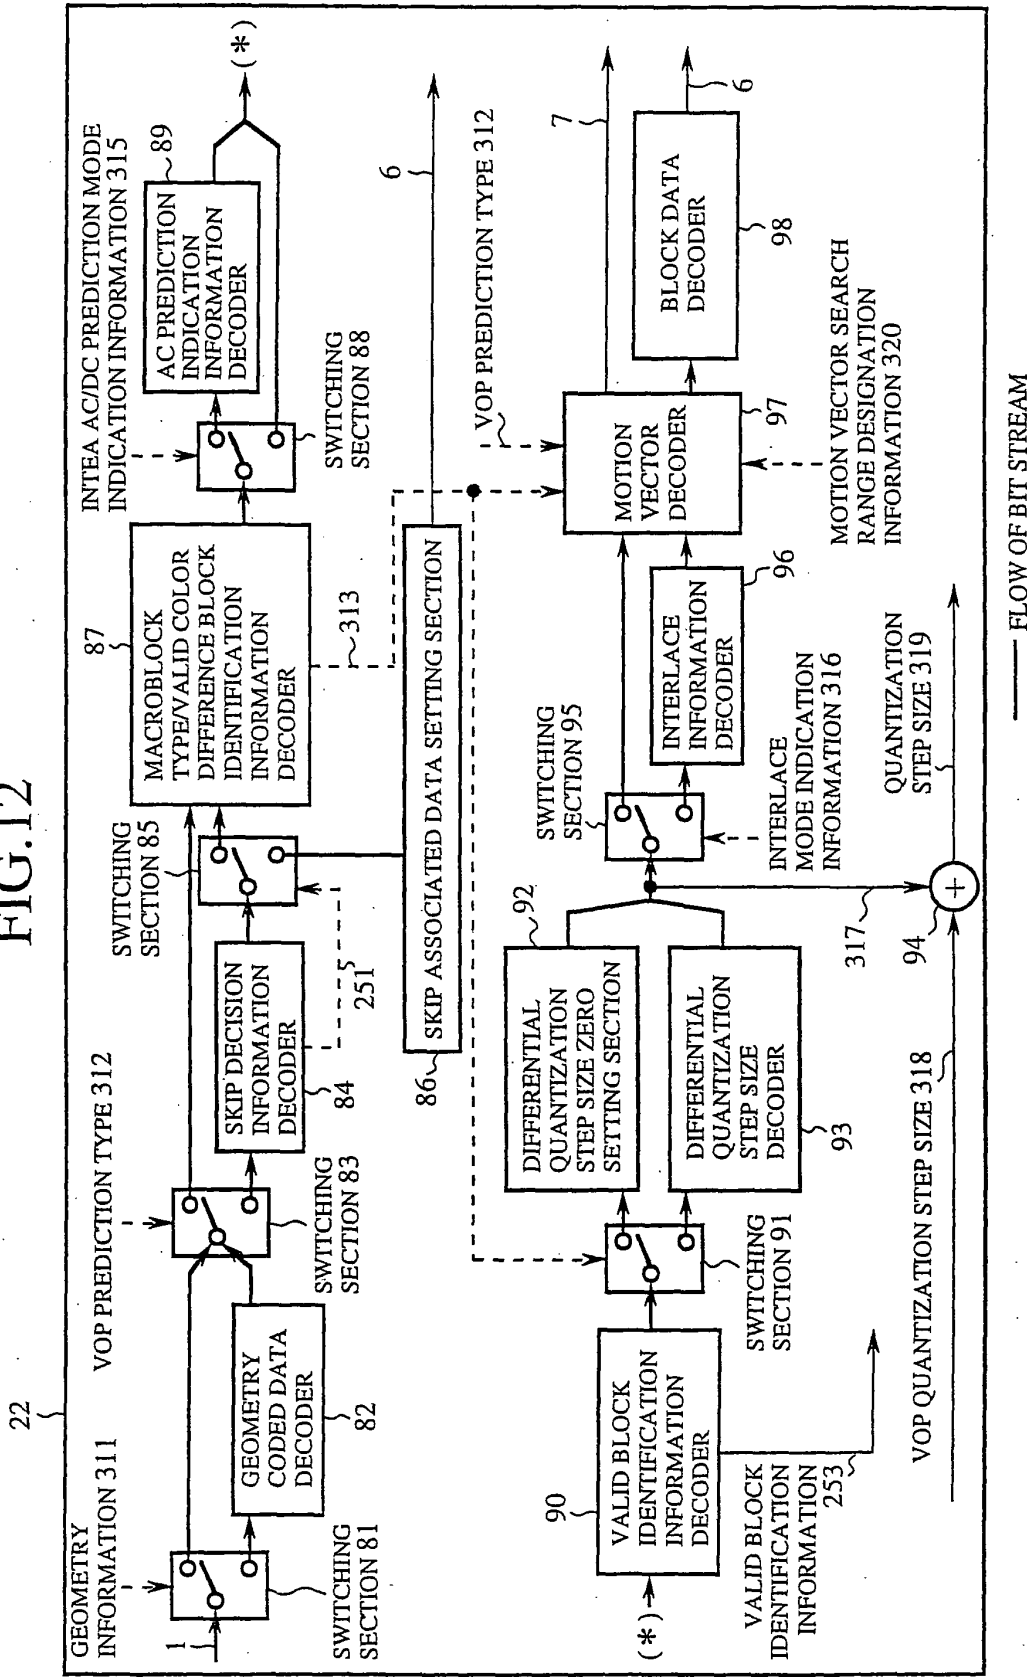 FIG.12
22
GEOMETRY
INFORMATION 311
1
SWITCHING
SECTION 81
GEOMETRY
CODED DATA
DECODER
82
VOP PREDICTION TYPE 312
SWITCHING
SECTION 83
SKIP DECISION
INFORMATION
DECODER
84
251
SWITCHING
SECTION 85
86
SKIP ASSOCIATED DATA SETTING SECTION
6
87
MACROBLOCK
TYPE/VALID COLOR
DIFFERENCE BLOCK
IDENTIFICATION
INFORMATION
DECODER
313
INTEA AC/DC PREDICTION MODE
INDICATION INFORMATION 315
SWITCHING
SECTION 88
AC PREDICTION
INDICATION
INFORMATION
DECODER
89
(*)
(*)
90
VALID BLOCK
IDENTIFICATION
INFORMATION
DECODER
VALID BLOCK
IDENTIFICATION
INFORMATION
253
SWITCHING
SECTION 91
DIFFERENTIAL
QUANTIZATION
STEP SIZE ZERO
SETTING SECTION
92
DIFFERENTIAL
QUANTIZATION
STEP SIZE
DECODER
93
317
94
+
VOP QUANTIZATION STEP SIZE 318
QUANTIZATION
STEP SIZE 319
SWITCHING
SECTION 95
INTERLACE
MODE INDICATION
INFORMATION 316
INTERLACE
INFORMATION
DECODER
96
VOP PREDICTION TYPE 312
MOTION
VECTOR
DECODER
97
MOTION VECTOR SEARCH
RANGE DESIGNATION
INFORMATION 320
7
BLOCK DATA
DECODER
98
6
FLOW OF BIT STREAM